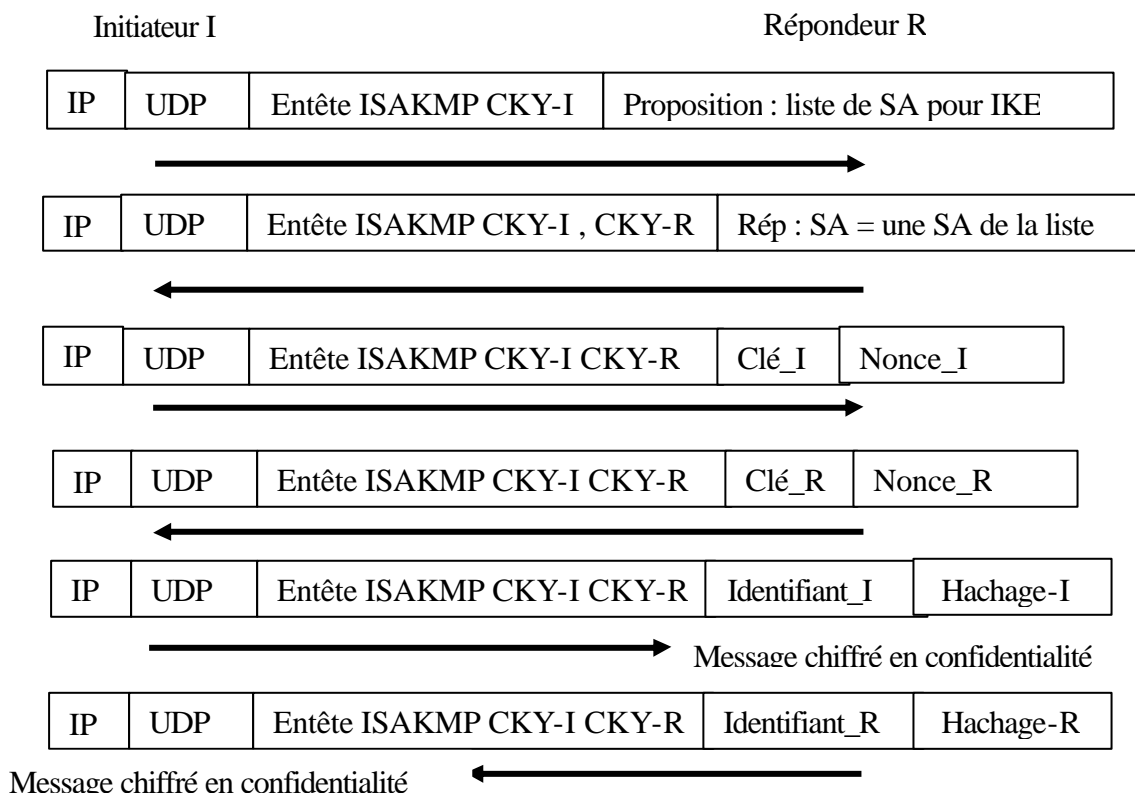 Initiateur I Répondeur R
IP UDP Entête ISAKMP CKY-I Proposition : liste de SA pour IKE
IP UDP Entête ISAKMP CKY-I , CKY-R Rép : SA = une SA de la liste
IP UDP Entête ISAKMP CKY-I CKY-R Clé_I Nonce_I
IP UDP Entête ISAKMP CKY-I CKY-R Clé_R Nonce_R
IP UDP Entête ISAKMP CKY-I CKY-R Identifiant_I Hachage-I
Message chiffré en confidentialité
IP UDP Entête ISAKMP CKY-I CKY-R Identifiant_R Hachage-R
Message chiffré en confidentialité